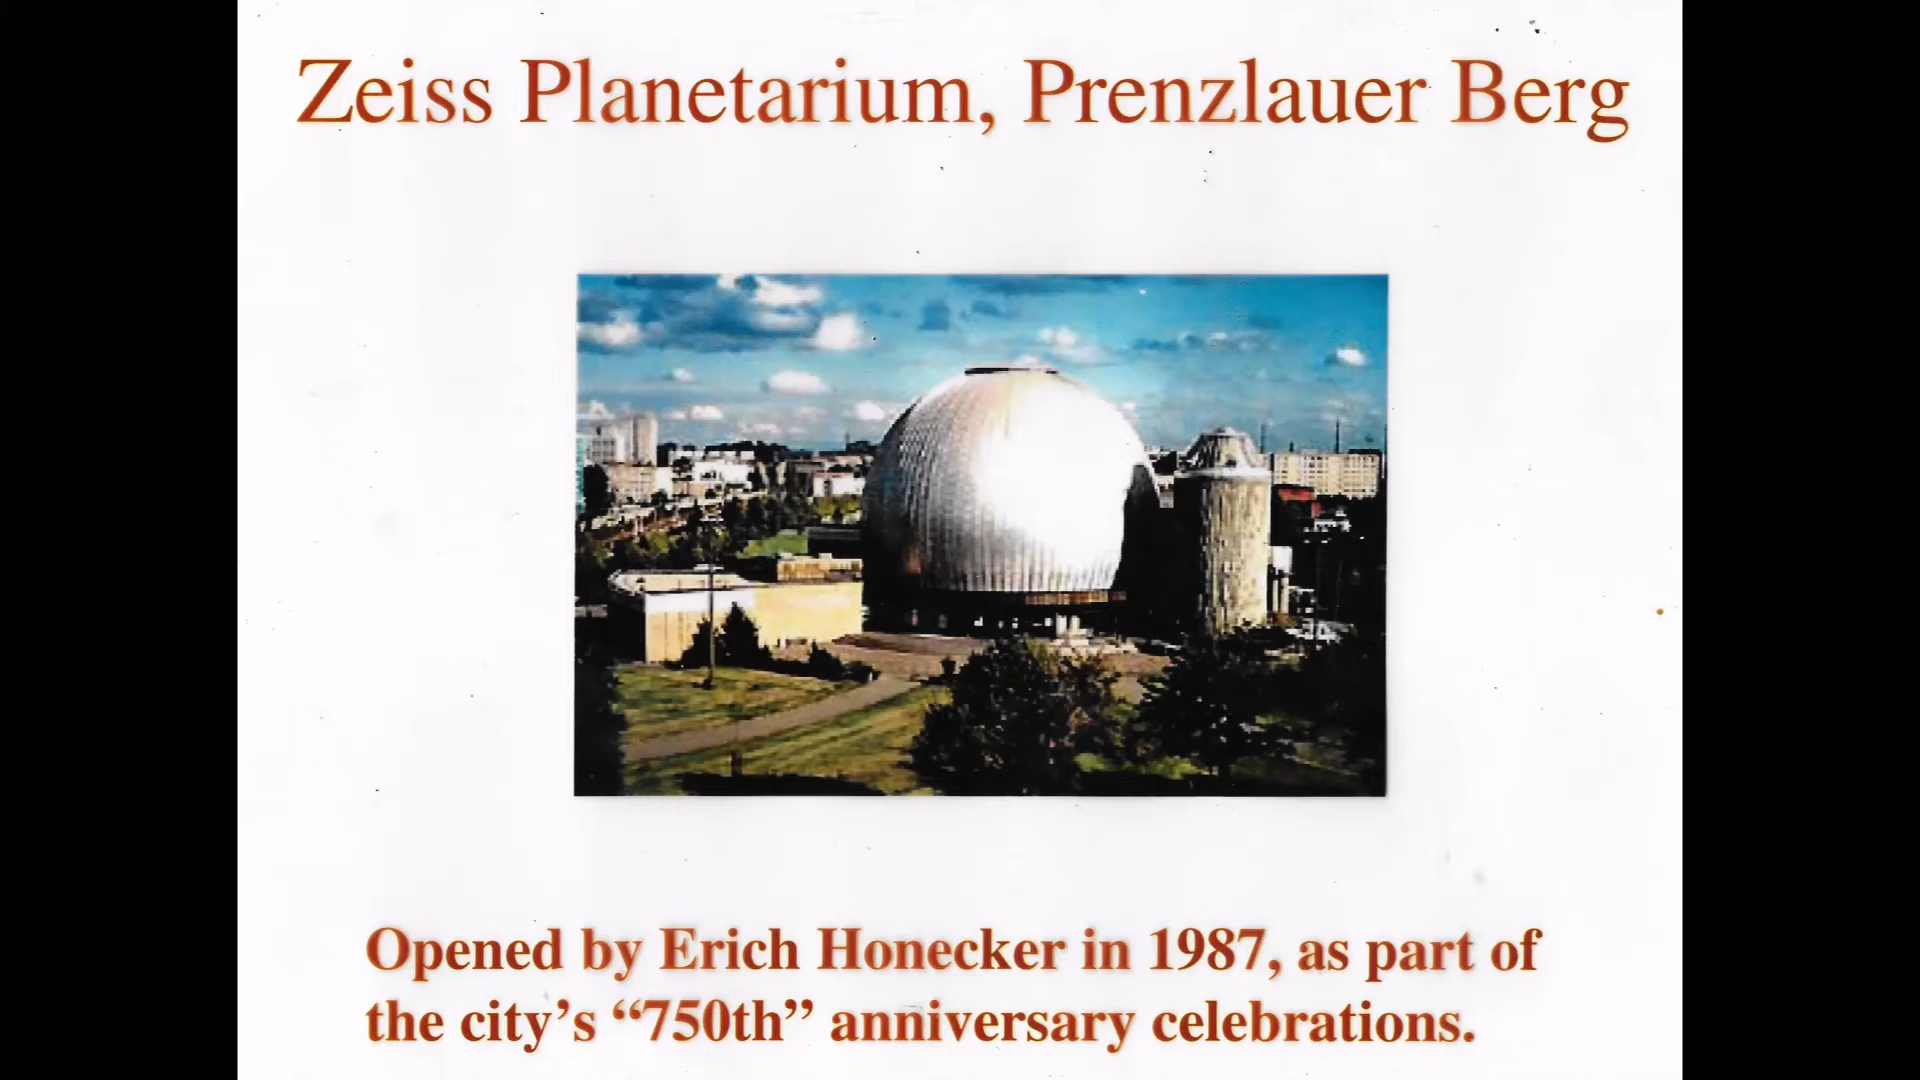 Zeiss Planetarium, Prenzlauer Berg
Opened by Erich Honecker in 1987, as part of
the city’s “750th” anniversary celebrations.